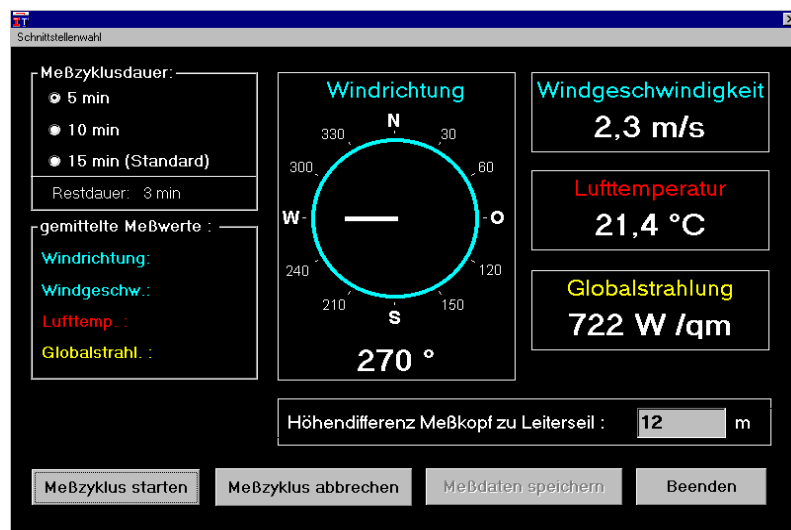 IT
Schnittstellenwahl
Meßzyklusdauer:
5 min
10 min
15 min (Standard)
Restdauer: 3 min
gemittelte Meßwerte :
Windrichtung:
Windgeschw.:
Lufttemp. :
Globalstrahl. :
Windrichtung
N
330 30
300 60
W O
240 120
210 150
S
270 °
Windgeschwindigkeit
2,3 m/s
Lufttemperatur
21,4 °C
Globalstrahlung
722 W /qm
Höhendifferenz Meßkopf zu Leiterseil : 12 m
Meßzyklus starten
Meßzyklus abbrechen
Meßdaten speichern
Beenden